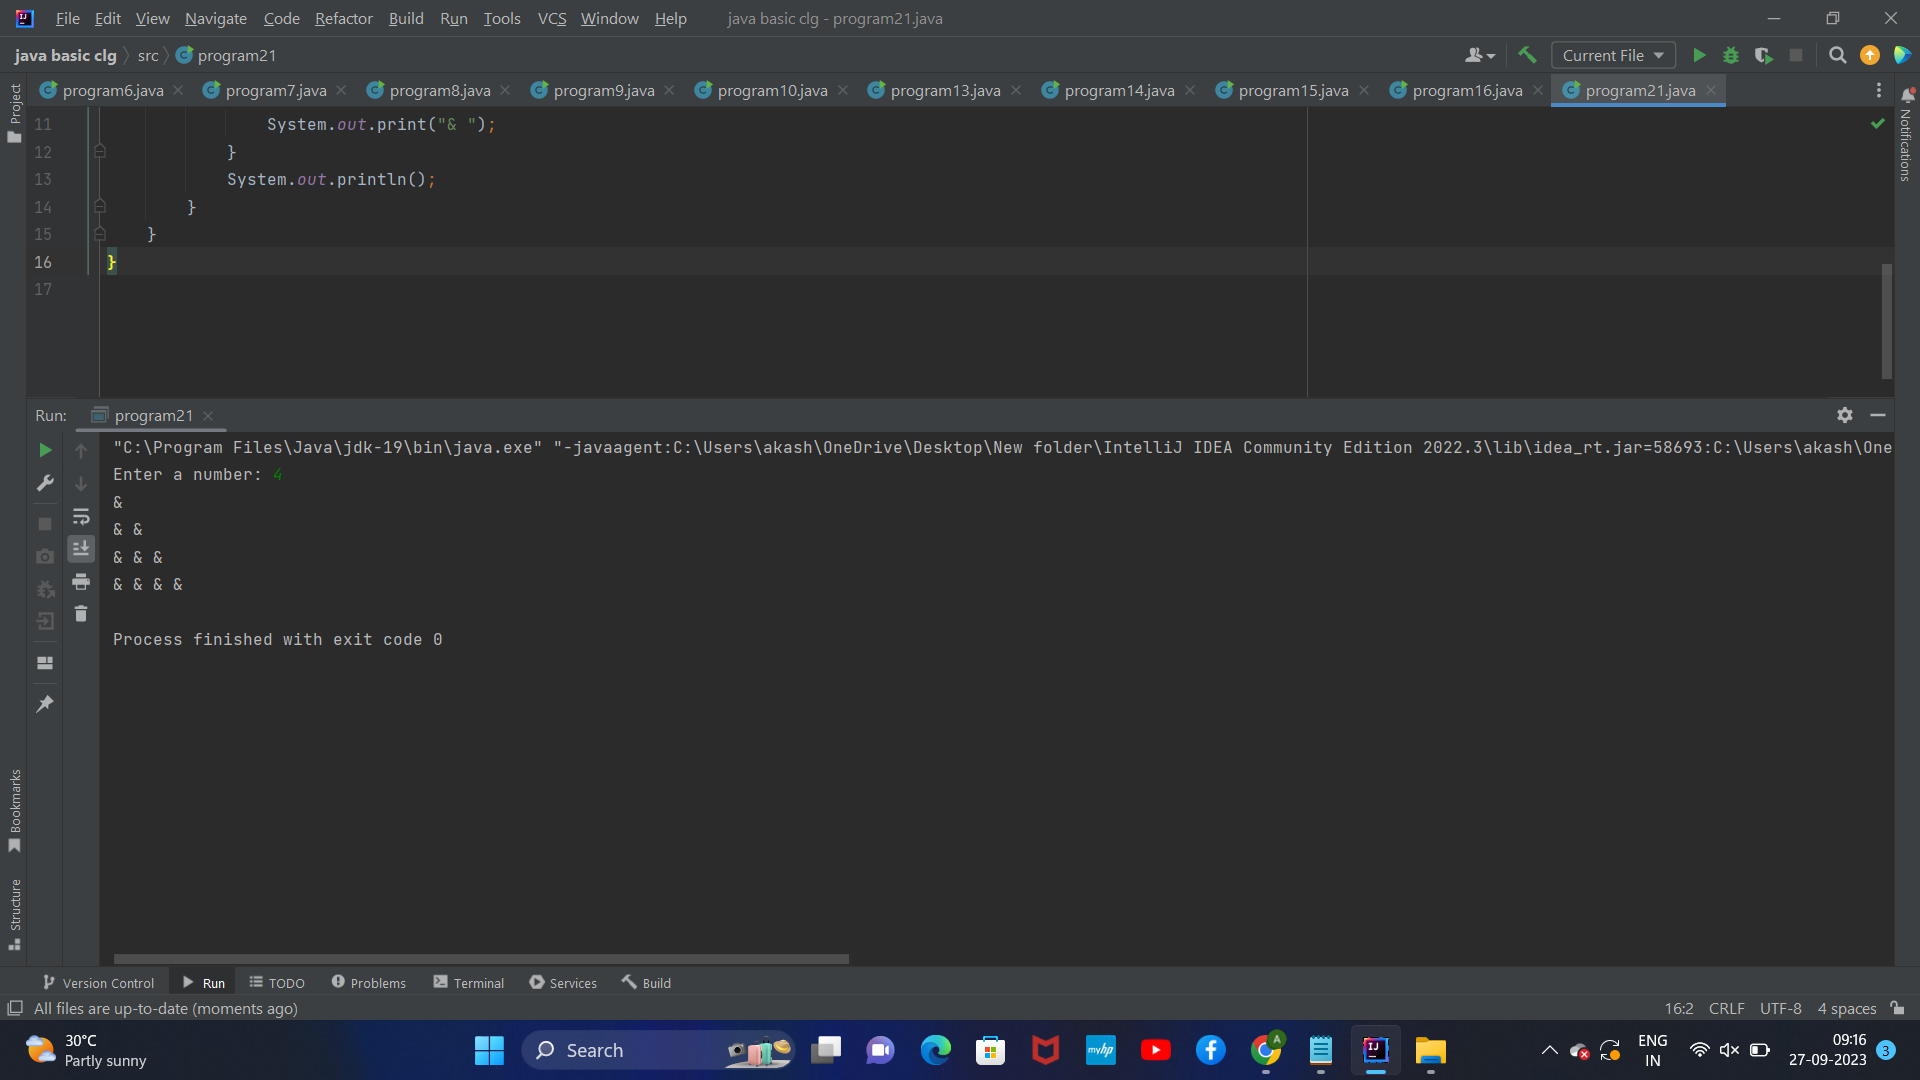 File Edit View Navigate Code Refactor Build Run Tools VCS Window Help java basic clg - program21.java
java basic clg src program21 Current File
program6.java program7.java program8.java program9.java program10.java program13.java program14.java program15.java program16.java program21.java
Project
Notifications
11 System.out.print("& ");
12 }
13 System.out.println();
14 }
15 }
16 }
17
Run: program21
"C:\Program Files\Java\jdk-19\bin\java.exe" "-javaagent:C:\Users\akash\OneDrive\Desktop\New folder\IntelliJ IDEA Community Edition 2022.3\lib\idea_rt.jar=58693:C:\Users\akash\One
Enter a number: 4
&
& &
& & &
& & & &
Process finished with exit code 0
Bookmarks
Structure
Version Control Run TODO Problems Terminal Services Build
All files are up-to-date (moments ago) 16:2 CRLF UTF-8 4 spaces
30°C
Partly sunny
Search
myhp
A
IJ
ENG
IN
09:16
27-09-2023
3